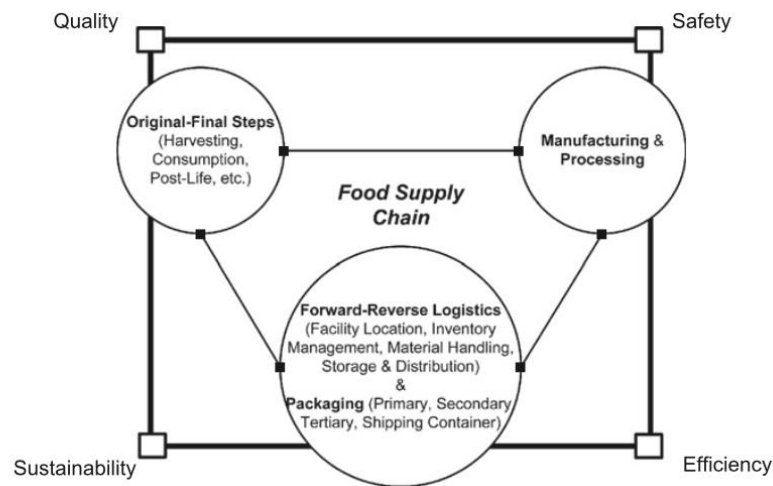 Quality
Safety
Original-Final Steps
(Harvesting,
Consumption,
Post-Life, etc.)
Manufacturing &
Processing
Food Supply
Chain
Forward-Reverse Logistics
(Facility Location, Inventory
Management, Material Handling,
Storage & Distribution)
&
Packaging (Primary, Secondary
Tertiary, Shipping Container)
Sustainability
Efficiency